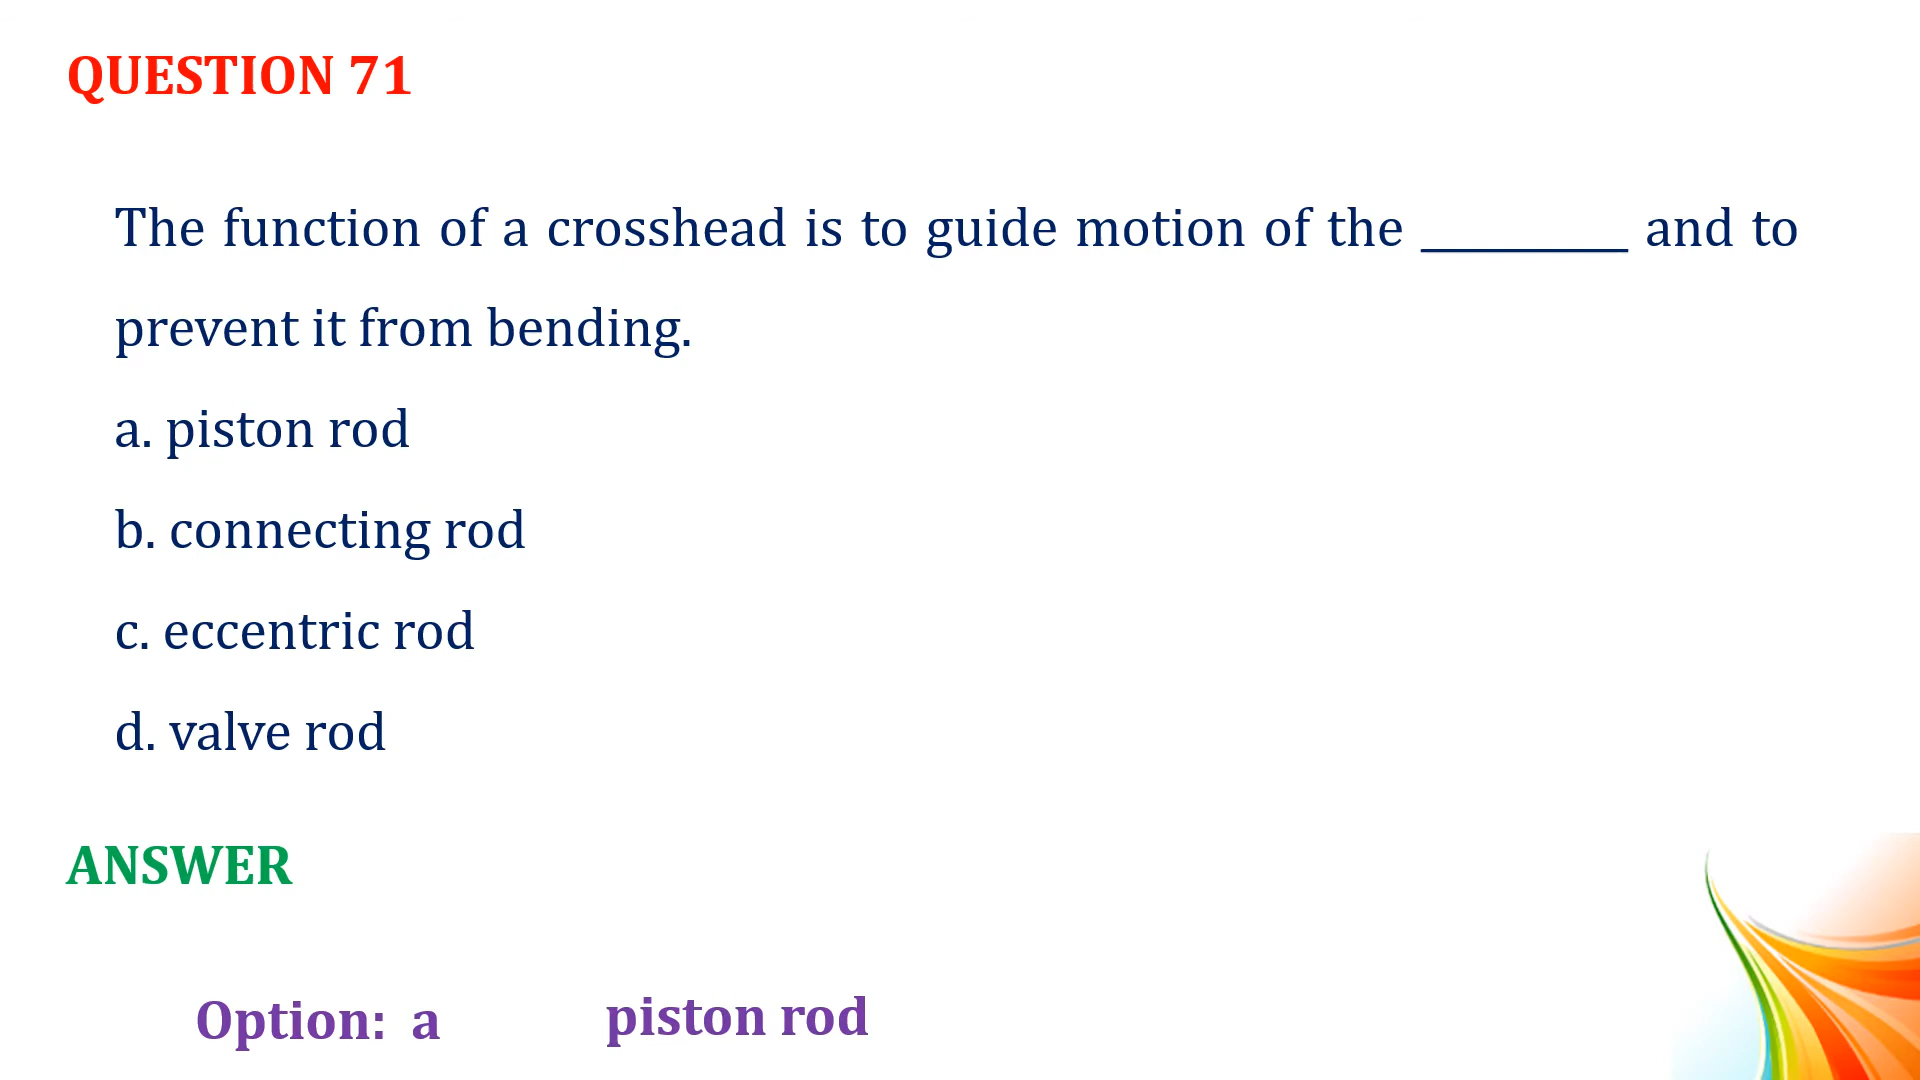 QUESTION 71
The function of a crosshead is to guide motion of the _________ and to
prevent it from bending.
a. piston rod
b. connecting rod
c. eccentric rod
d. valve rod
ANSWER
Option: a piston rod